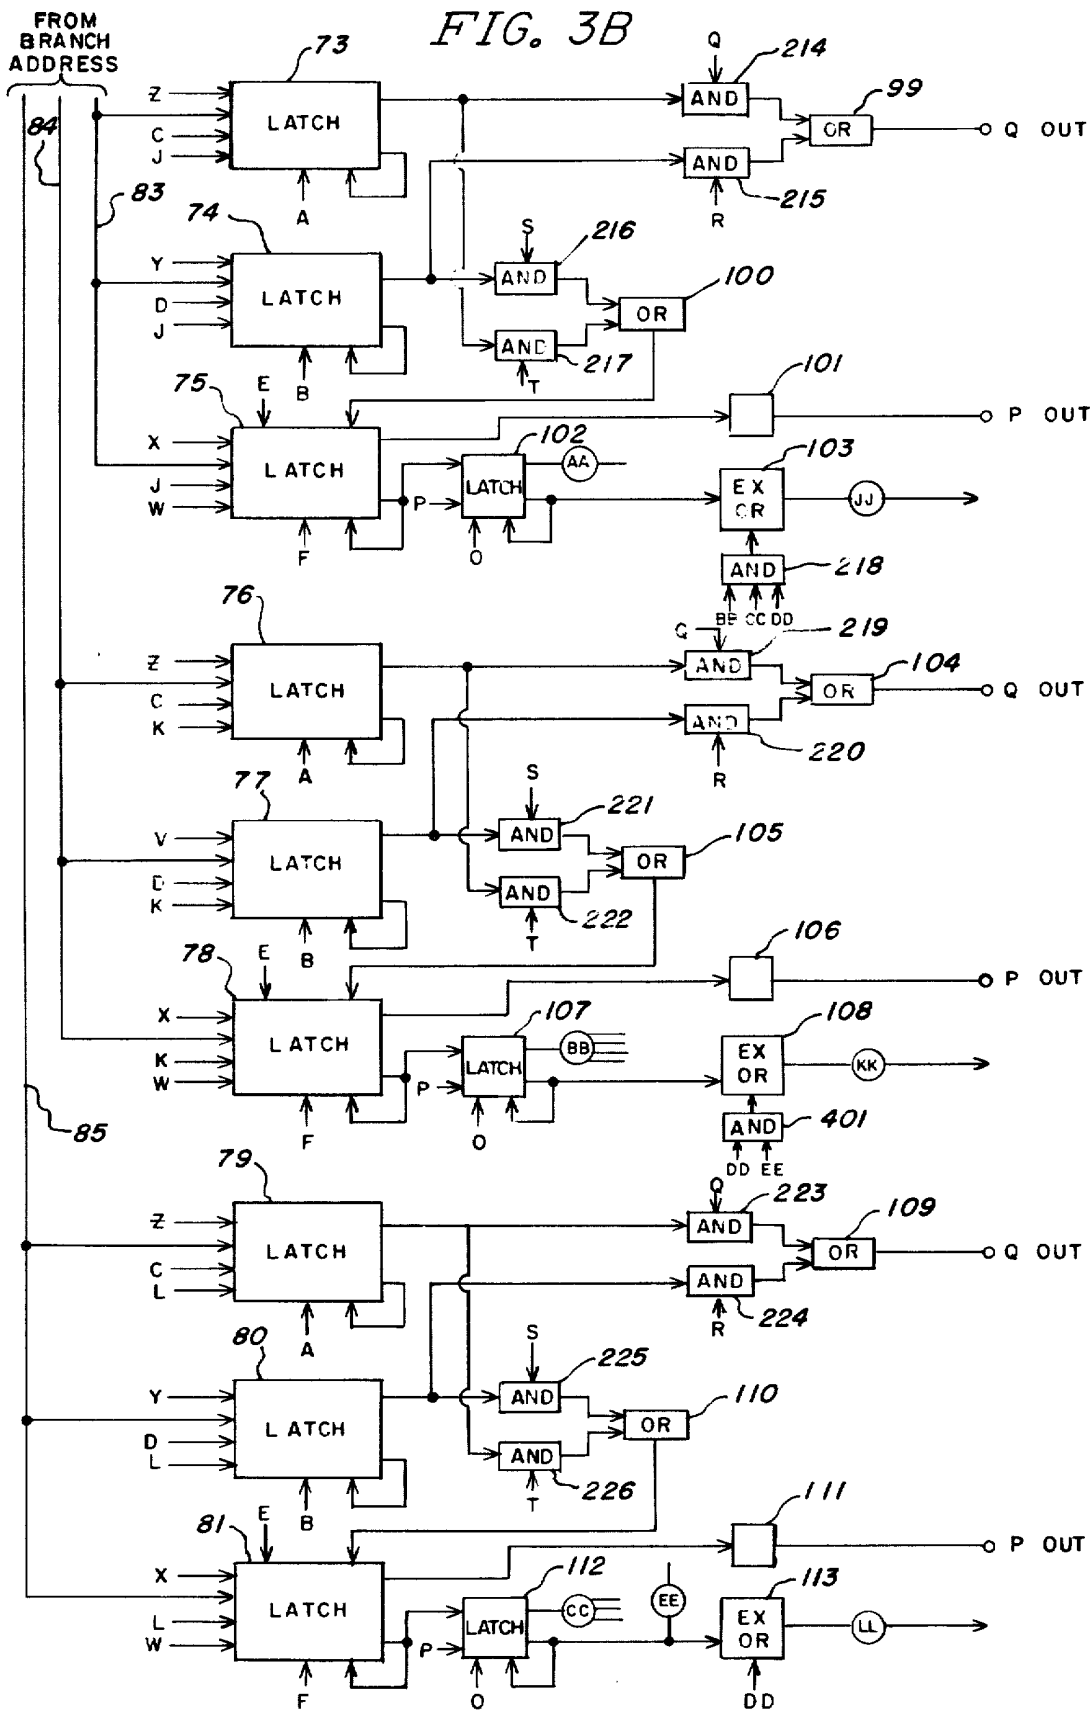 FIG. 3B
FROM
BRANCH
ADDRESS
84
83
73
Z
C
J
LATCH
A
Q
214
AND
99
OR
Q OUT
AND
215
R
74
Y
D
J
LATCH
B
S
216
AND
100
OR
AND
217
T
75
E
X
J
W
LATCH
F
101
P OUT
102
AA
P
LATCH
O
103
EX
OR
JJ
AND
218
BB CC DD
76
Z
C
K
LATCH
A
Q
219
AND
104
OR
Q OUT
AND
220
R
77
V
D
K
LATCH
B
S
221
AND
105
OR
AND
222
T
78
E
X
K
W
LATCH
F
106
P OUT
107
BB
P
LATCH
O
108
EX
OR
KK
AND
401
DD EE
85
79
Z
C
L
LATCH
A
Q
223
AND
109
OR
Q OUT
AND
224
R
80
Y
D
L
LATCH
B
S
225
AND
110
OR
AND
226
T
81
E
X
L
W
LATCH
F
111
P OUT
112
CC
P
LATCH
O
EE
113
EX
OR
LL
DD